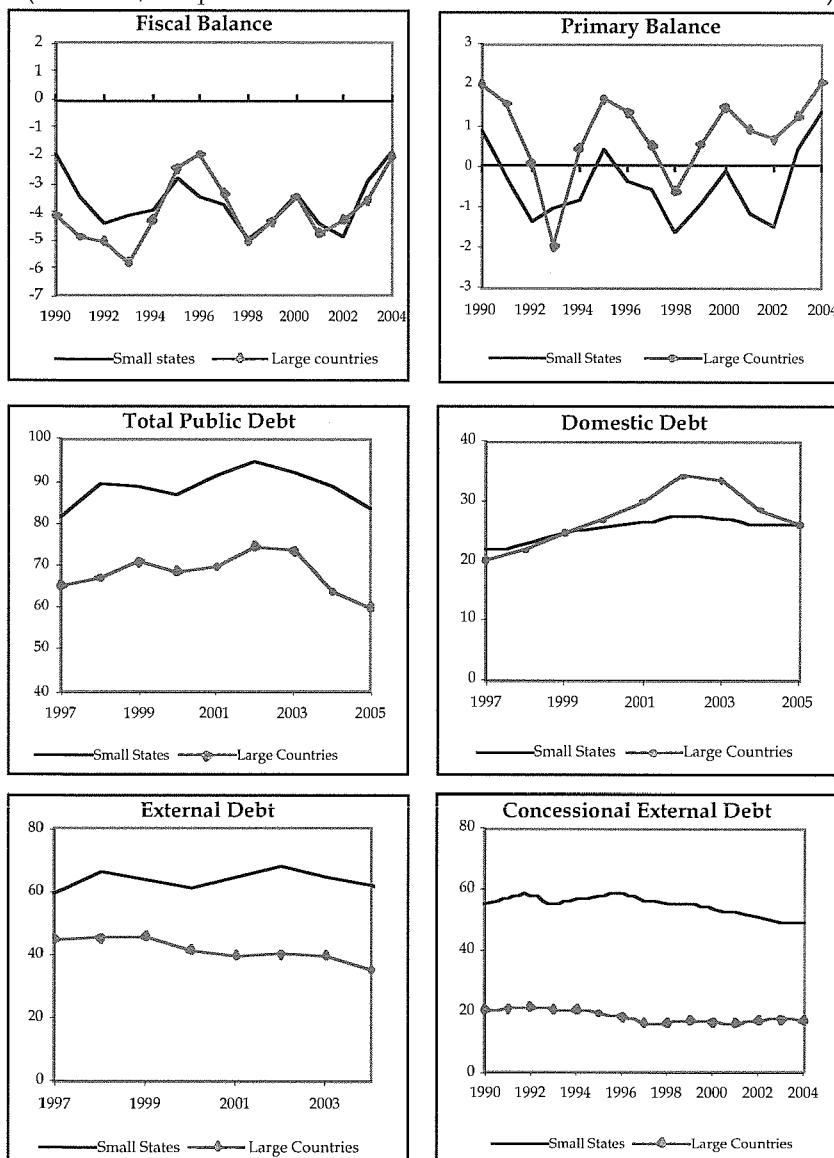 Fiscal Balance
2
2
1
0
-1
-2
-3
-4
-5
-6
-7
1990 1992 1994 1996 1998 2000 2002 2004
Small states Large countries
Primary Balance
3
2
1
0
-1
-2
-3
1990 1992 1994 1996 1998 2000 2002 2004
Small States Large Countries
Total Public Debt
100
90
80
70
60
50
40
1997 1999 2001 2003 2005
Small States Large Countries
Domestic Debt
40
30
20
10
0
1997 1999 2001 2003 2005
Small States Large Countries
External Debt
80
60
40
20
0
1997 1999 2001 2003
Small States Large Countries
Concessional External Debt
80
60
40
20
0
1990 1992 1994 1996 1998 2000 2002 2004
Small States Large Countries